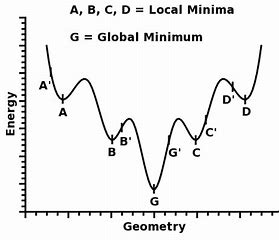 A, B, C, D = Local Minima
G = Global Minimum
A'
A
B
B'
G
G'
C
C'
D'
D
Energy
Geometry